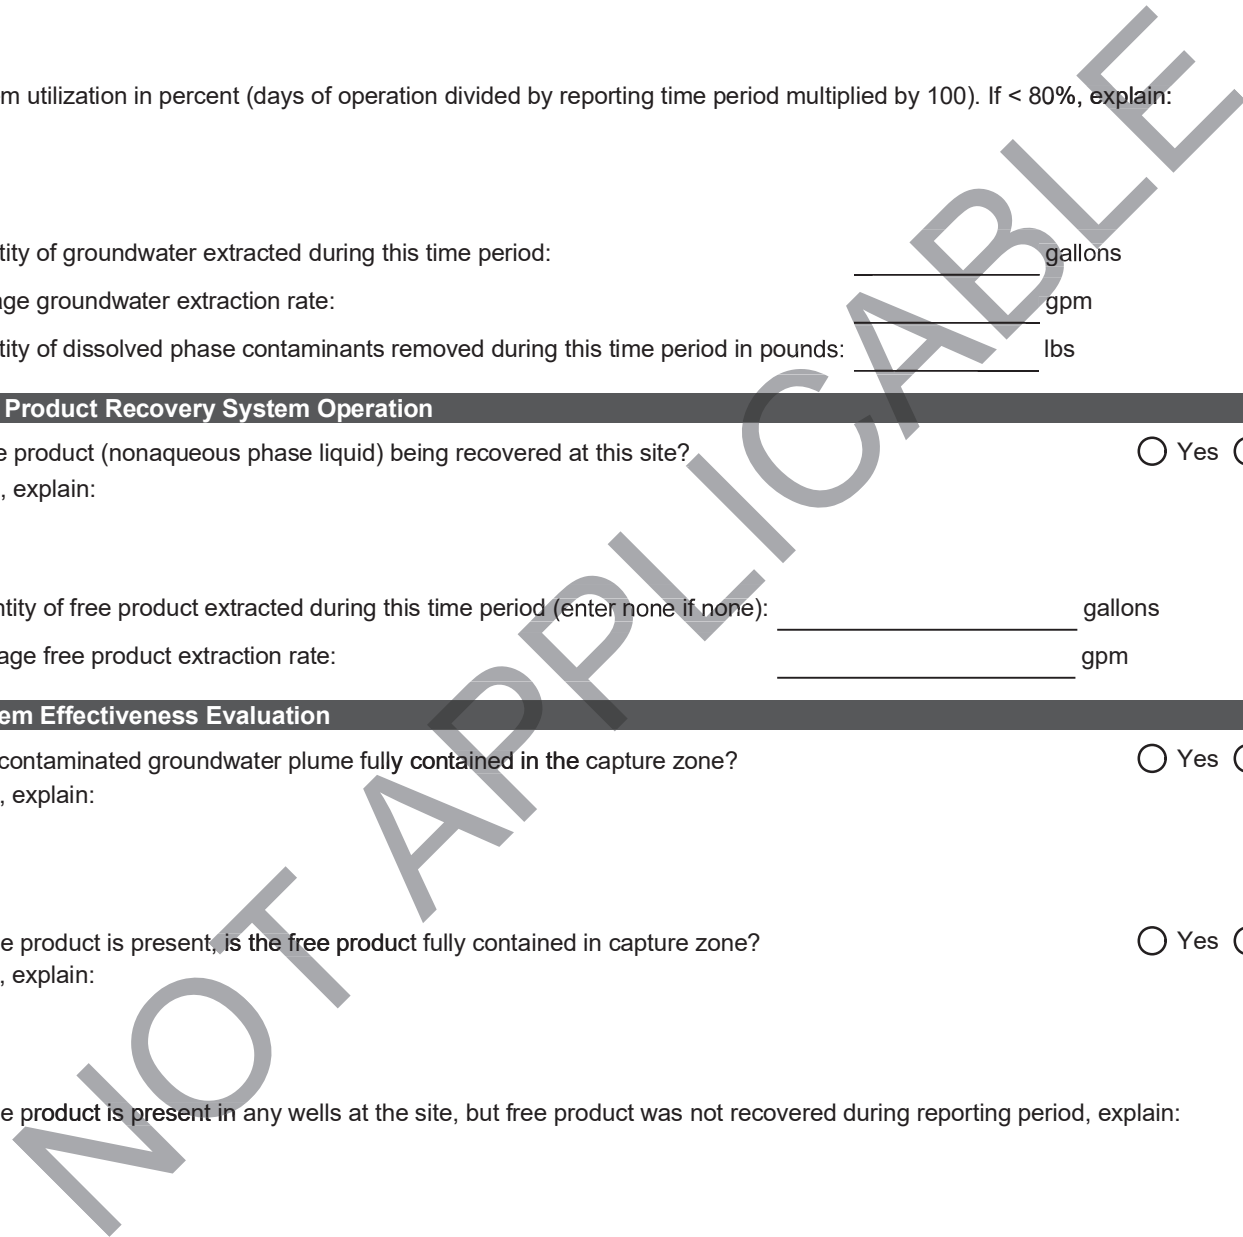 m utilization in percent (days of operation divided by reporting time period multiplied by 100). If < 80%, explain:
tity of groundwater extracted during this time period: gallons
age groundwater extraction rate: gpm
tity of dissolved phase contaminants removed during this time period in pounds: lbs
Product Recovery System Operation
e product (nonaqueous phase liquid) being recovered at this site? Yes
, explain:
ntity of free product extracted during this time period (enter none if none): gallons
age free product extraction rate: gpm
em Effectiveness Evaluation
contaminated groundwater plume fully contained in the capture zone? Yes
, explain:
e product is present, is the free product fully contained in capture zone? Yes
, explain:
e product is present in any wells at the site, but free product was not recovered during reporting period, explain:
NOT APPLICABLE